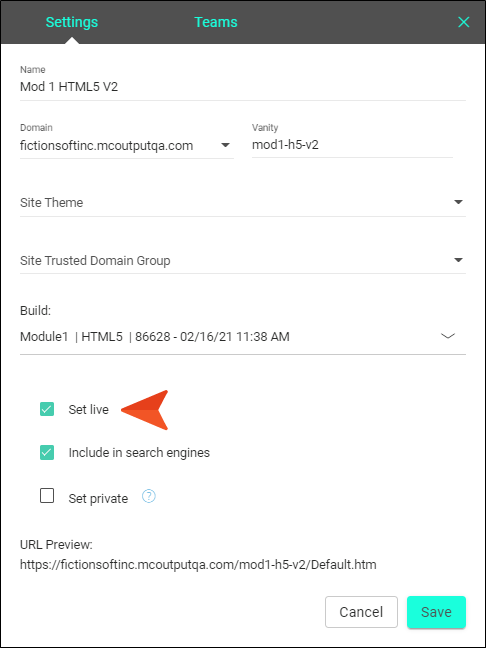 Settings Teams
Name
Mod 1 HTML5 V2
Domain Vanity
fictionsoftinc.mcoutputqa.com mod1-h5-v2
Site Theme
Site Trusted Domain Group
Build:
Module1 | HTML5 | 86628 - 02/16/21 11:38 AM
Set live
Include in search engines
Set private ?
URL Preview:
https://fictionsoftinc.mcoutputqa.com/mod1-h5-v2/Default.htm
Cancel Save